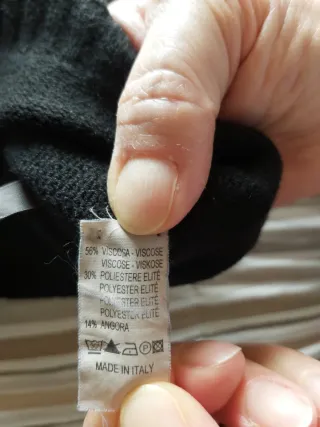 56% VISCOSA - VISCOSE
VISCOSE - VISKOSE
30% POLIESTERE ELITÉ
POLYESTER ELITÉ
POLYESTER ELITÉ
POLYESTER ELITÉ
14% ANGORA
MADE IN ITALY